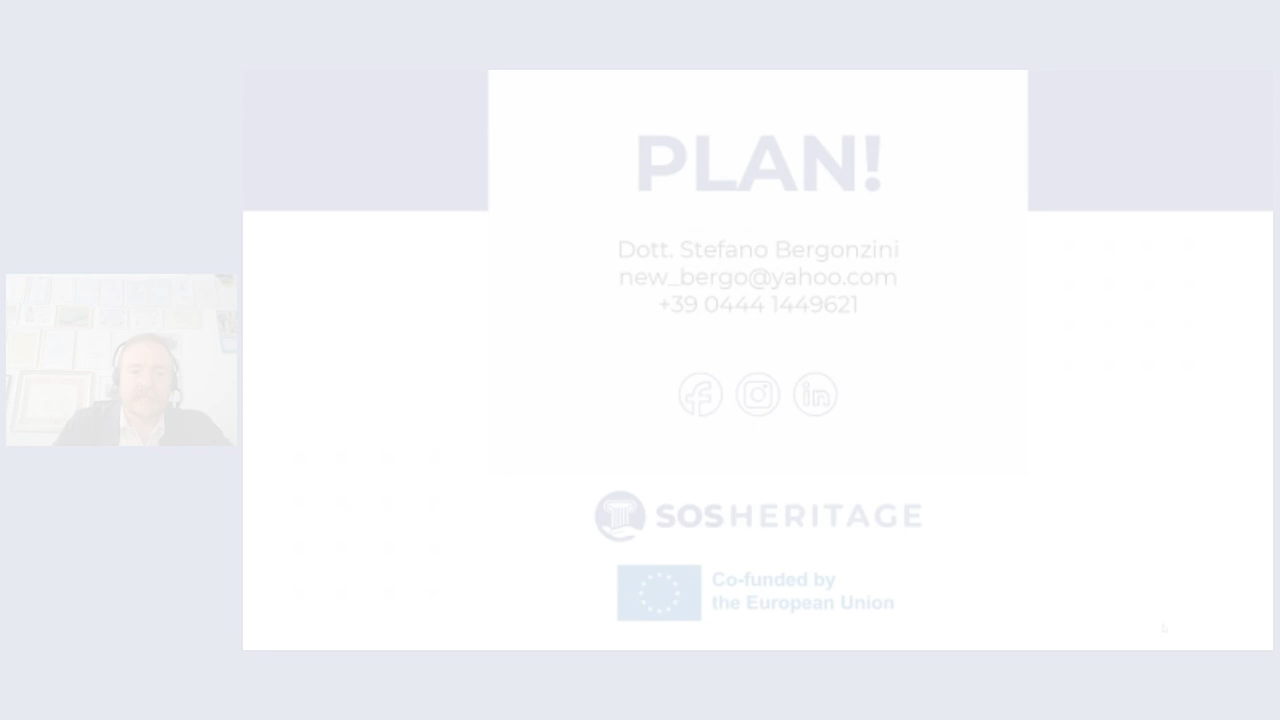 PLAN!
Dott. Stefano Bergonzini
new_bergo@yahoo.com
+39 0444 1449621
SOSHERITAGE
Co-funded by
the European Union